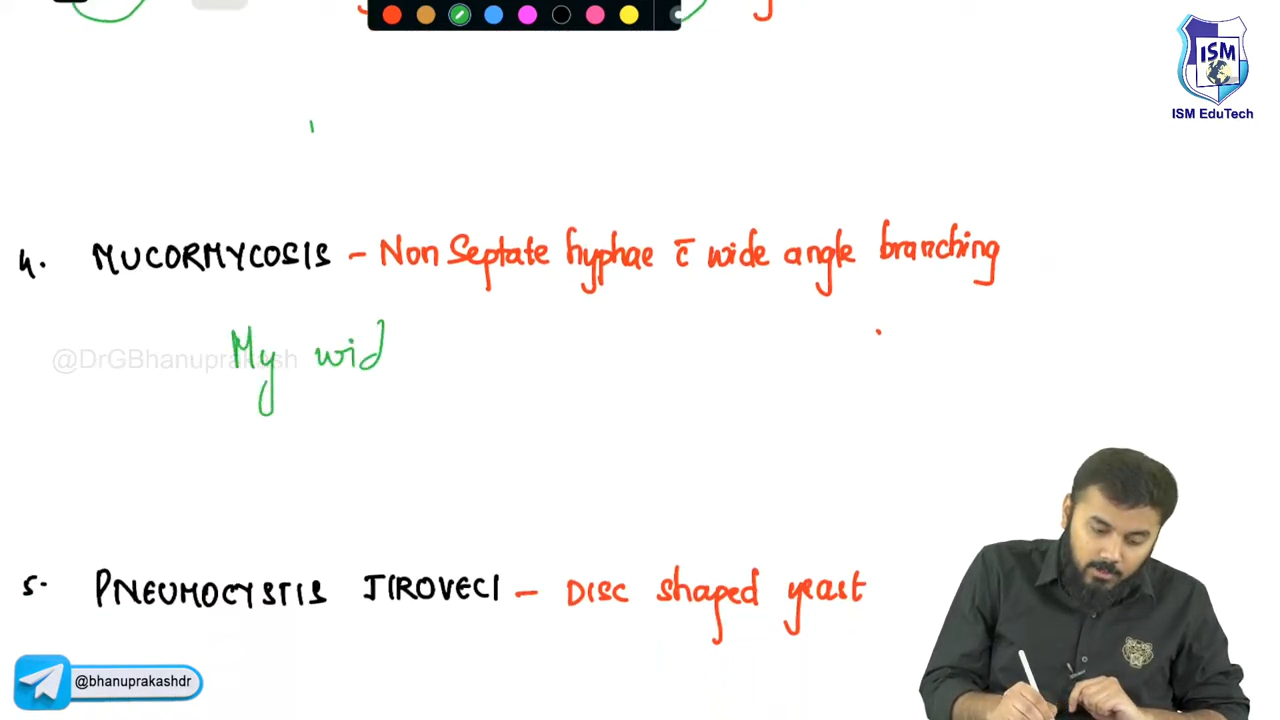 ISM
ISM EduTech
4. MUCORMYCOSIS - Non Septate hyphae c̄ wide angle branching
@DrGBhanuprakash
My wid
5. PNEUMOCYSTIS JIROVECI - DISC shaped yeast
@bhanuprakashdr